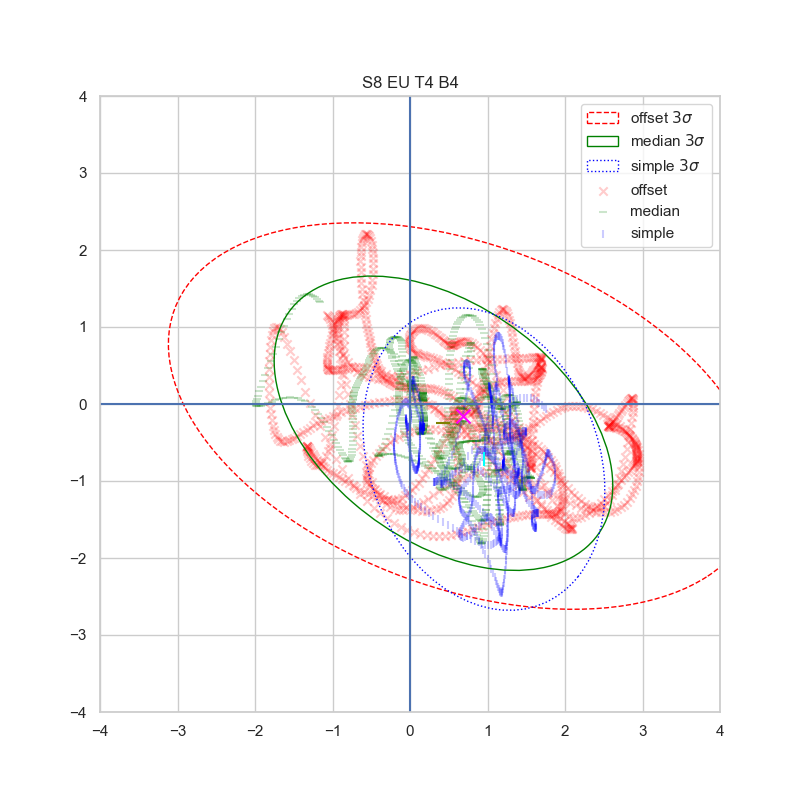 S8 EU T4 B4
offset 3σ
median 3σ
simple 3σ
offset
median
simple
4
3
2
1
0
−1
−2
−3
−4
−4 −3 −2 −1 0 1 2 3 4